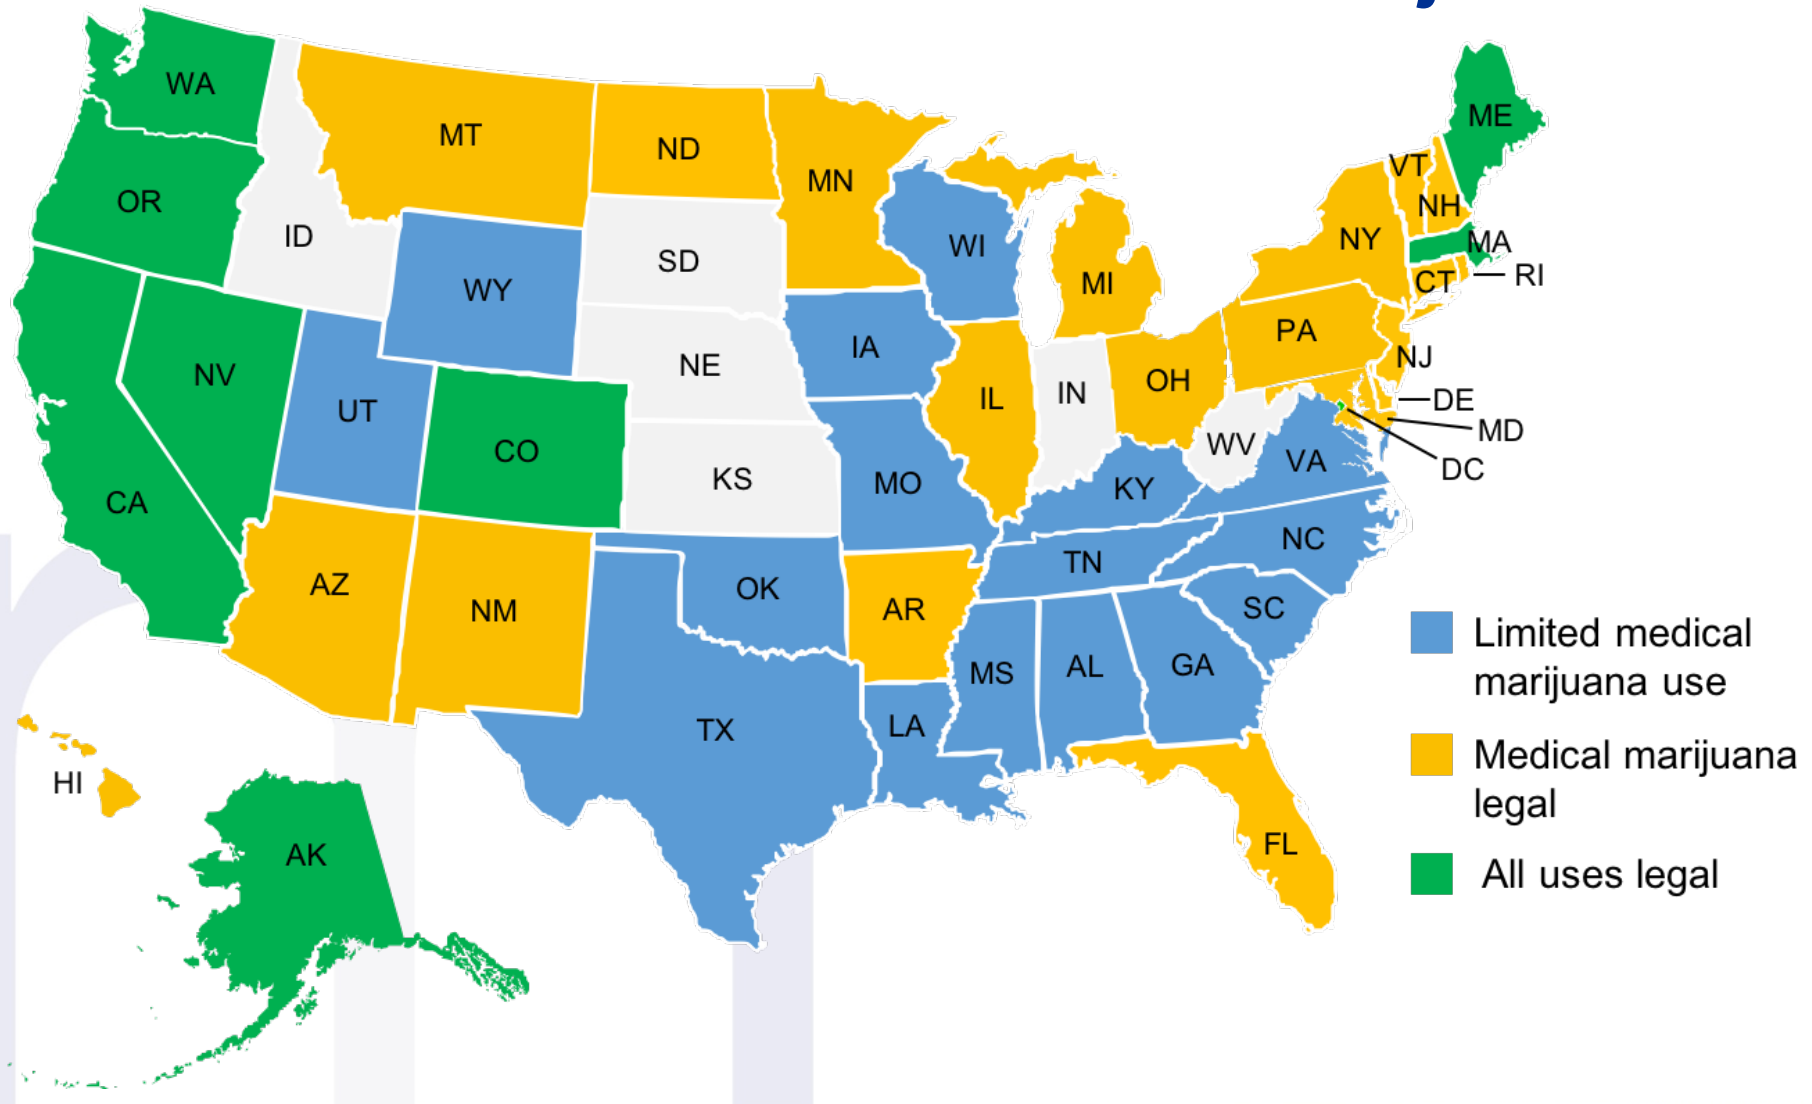 WA
MT
ND
MN
ME
OR
ID
SD
WI
MI
VT
NH
NY
MA
CT
RI
WY
NE
IA
PA
NJ
NV
UT
CO
IL
IN
OH
DE
MD
DC
WV
VA
CA
KS
MO
KY
NC
TN
AZ
NM
OK
AR
SC
MS
AL
GA
TX
LA
HI
AK
FL
Limited medical
marijuana use
Medical marijuana
legal
All uses legal